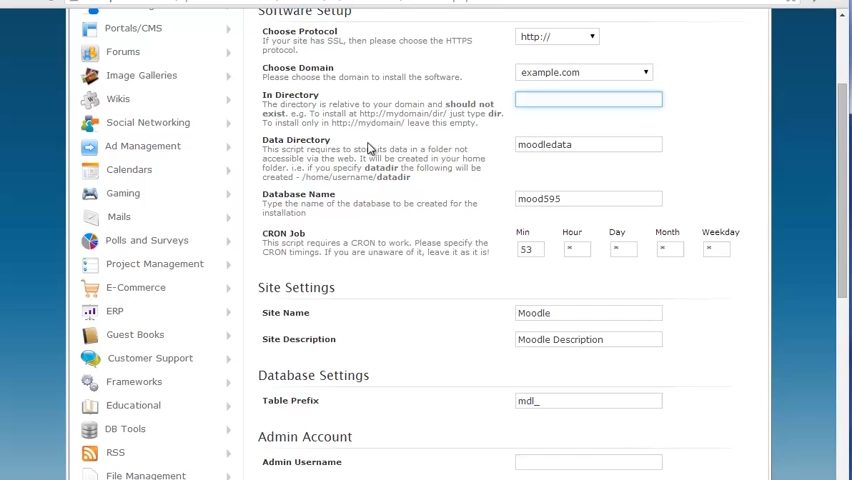 Portals/CMS
Forums
Image Galleries
Wikis
Social Networking
Ad Management
Calendars
Gaming
Mails
Polls and Surveys
Project Management
E-Commerce
ERP
Guest Books
Customer Support
Frameworks
Educational
DB Tools
RSS
File Management
Software Setup
Choose Protocol
If your site has SSL, then please choose the HTTPS
protocol.
http://
Choose Domain
Please choose the domain to install the software.
example.com
In Directory
The directory is relative to your domain and should not
exist. e.g. To install at http://mydomain/dir/ just type dir.
To install only in http://mydomain/ leave this empty.
Data Directory
This script requires to store its data in a folder not
accessible via the web. It will be created in your home
folder. i.e. if you specify datadir the following will be
created - /home/username/datadir
moodledata
Database Name
Type the name of the database to be created for the
installation
mood595
CRON Job
This script requires a CRON to work. Please specify the
CRON timings. If you are unaware of it, leave it as it is!
Min Hour Day Month Weekday
53 * * * *
Site Settings
Site Name
Moodle
Site Description
Moodle Description
Database Settings
Table Prefix
mdl_
Admin Account
Admin Username